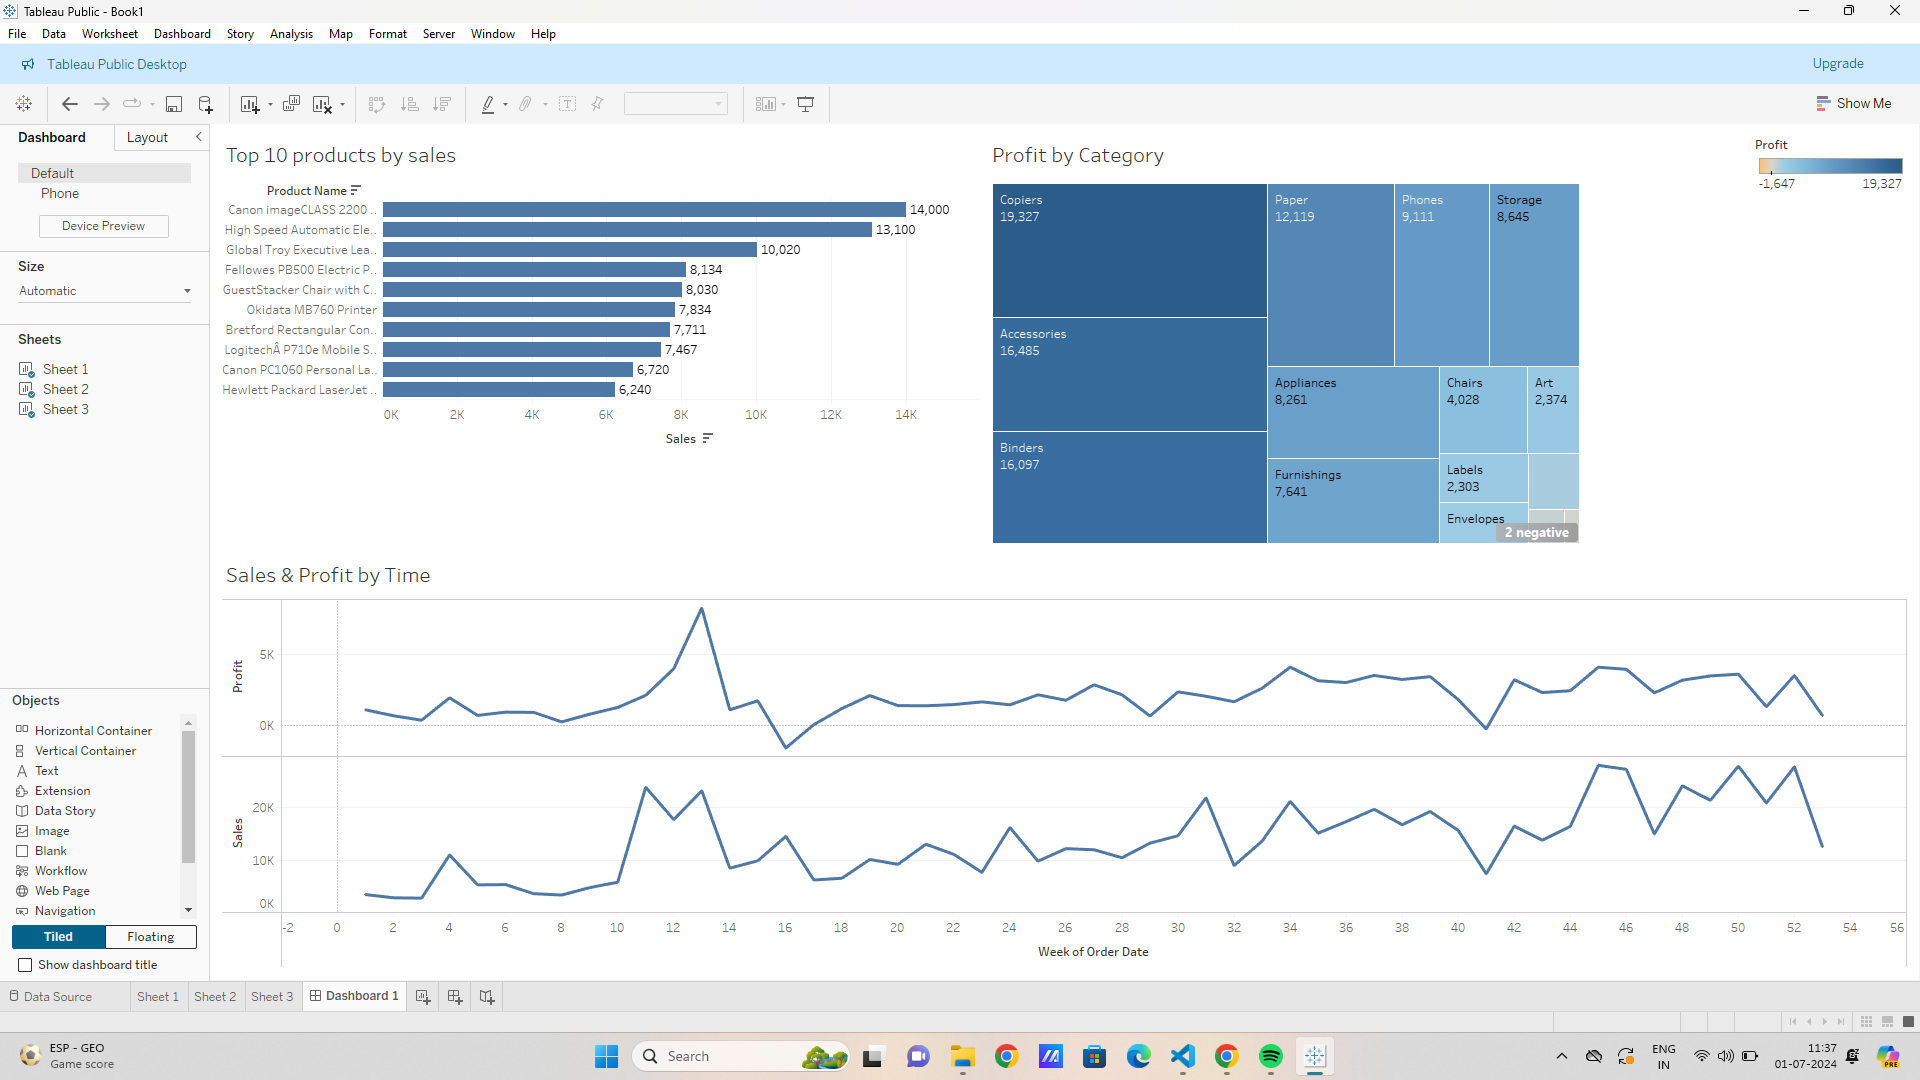 Tableau Public - Book1
File Data Worksheet Dashboard Story Analysis Map Format Server Window Help
Tableau Public Desktop
Upgrade
Show Me
Dashboard
Layout
Default
Phone
Device Preview
Size
Automatic
Sheets
Sheet 1
Sheet 2
Sheet 3
Objects
Horizontal Container
Vertical Container
Text
Extension
Data Story
Image
Blank
Workflow
Web Page
Navigation
Tiled
Floating
Show dashboard title
Top 10 products by sales
Product Name
Canon imageCLASS 2200 .. 14,000
High Speed Automatic Ele.. 13,100
Global Troy Executive Lea.. 10,020
Fellowes PB500 Electric P.. 8,134
GuestStacker Chair with C.. 8,030
Okidata MB760 Printer 7,834
Bretford Rectangular Con.. 7,711
LogitechÂ P710e Mobile S.. 7,467
Canon PC1060 Personal La.. 6,720
Hewlett Packard LaserJet .. 6,240
0K 2K 4K 6K 8K 10K 12K 14K
Sales
Profit by Category
Copiers
19,327
Accessories
16,485
Binders
16,097
Paper
12,119
Phones
9,111
Storage
8,645
Appliances
8,261
Furnishings
7,641
Chairs
4,028
Art
2,374
Labels
2,303
Envelopes
2 negative
Profit
-1,647 19,327
Sales & Profit by Time
Profit
5K
0K
Sales
20K
10K
0K
-2 0 2 4 6 8 10 12 14 16 18 20 22 24 26 28 30 32 34 36 38 40 42 44 46 48 50 52 54 56
Week of Order Date
Data Source Sheet 1 Sheet 2 Sheet 3 Dashboard 1
ESP - GEO
Game score
Search
ENG
IN
11:37
01-07-2024
PRE